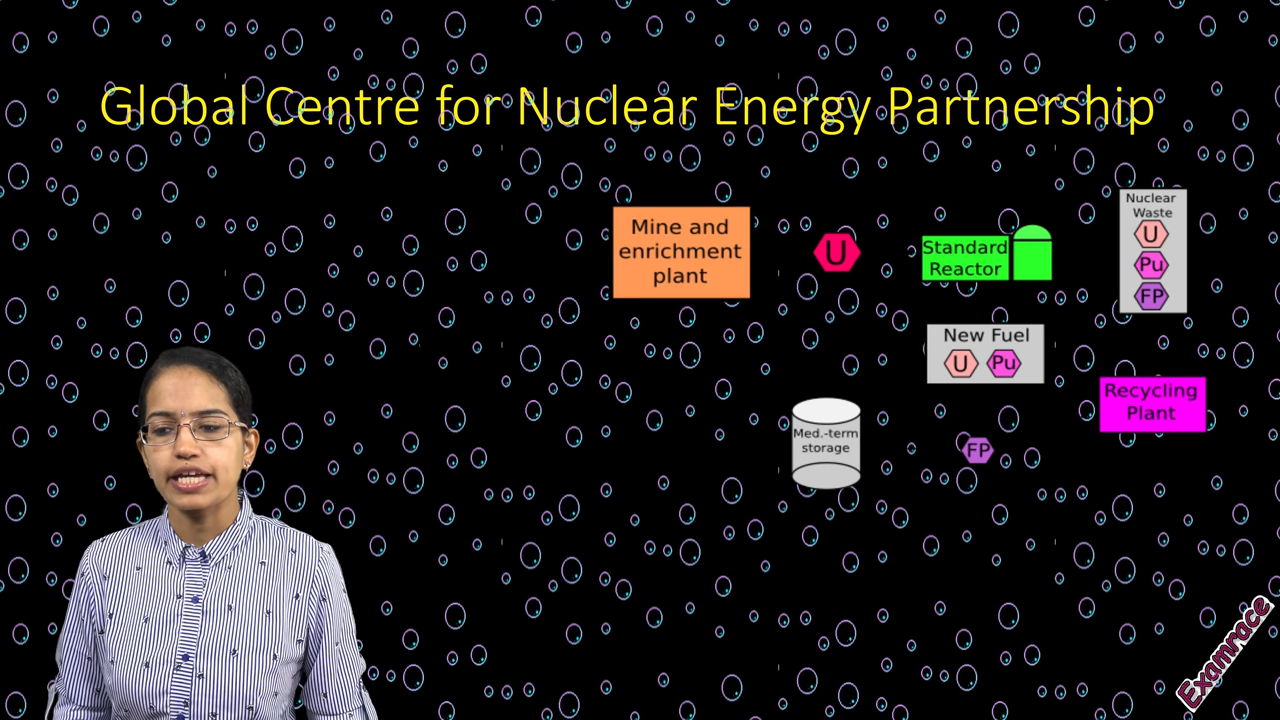 Global Centre for Nuclear Energy Partnership
Mine and
enrichment
plant
U
Standard
Reactor
Nuclear
Waste
U
Pu
FP
New Fuel
U Pu
Recycling
Plant
Med.-term
storage
FP
Examrace